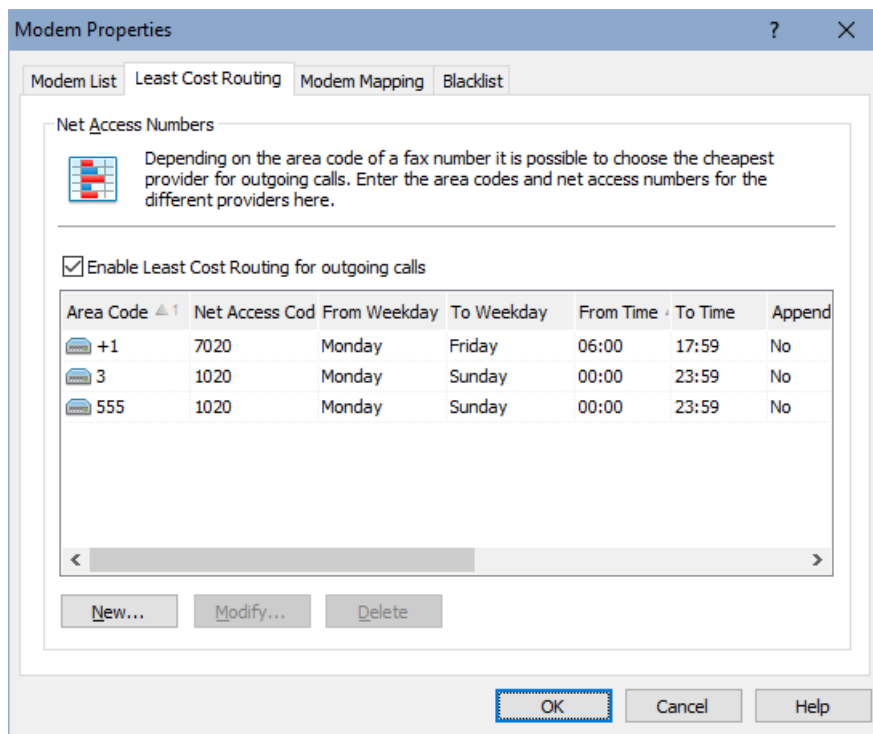 Modem Properties ?
Modem List Least Cost Routing Modem Mapping Blacklist
Net Access Numbers
Depending on the area code of a fax number it is possible to choose the cheapest
provider for outgoing calls. Enter the area codes and net access numbers for the
different providers here.
Enable Least Cost Routing for outgoing calls
Area Code 1 Net Access Cod From Weekday To Weekday From Time To Time Append
+1 7020 Monday Friday 06:00 17:59 No
3 1020 Monday Sunday 00:00 23:59 No
555 1020 Monday Sunday 00:00 23:59 No
New... Modify... Delete
OK Cancel Help